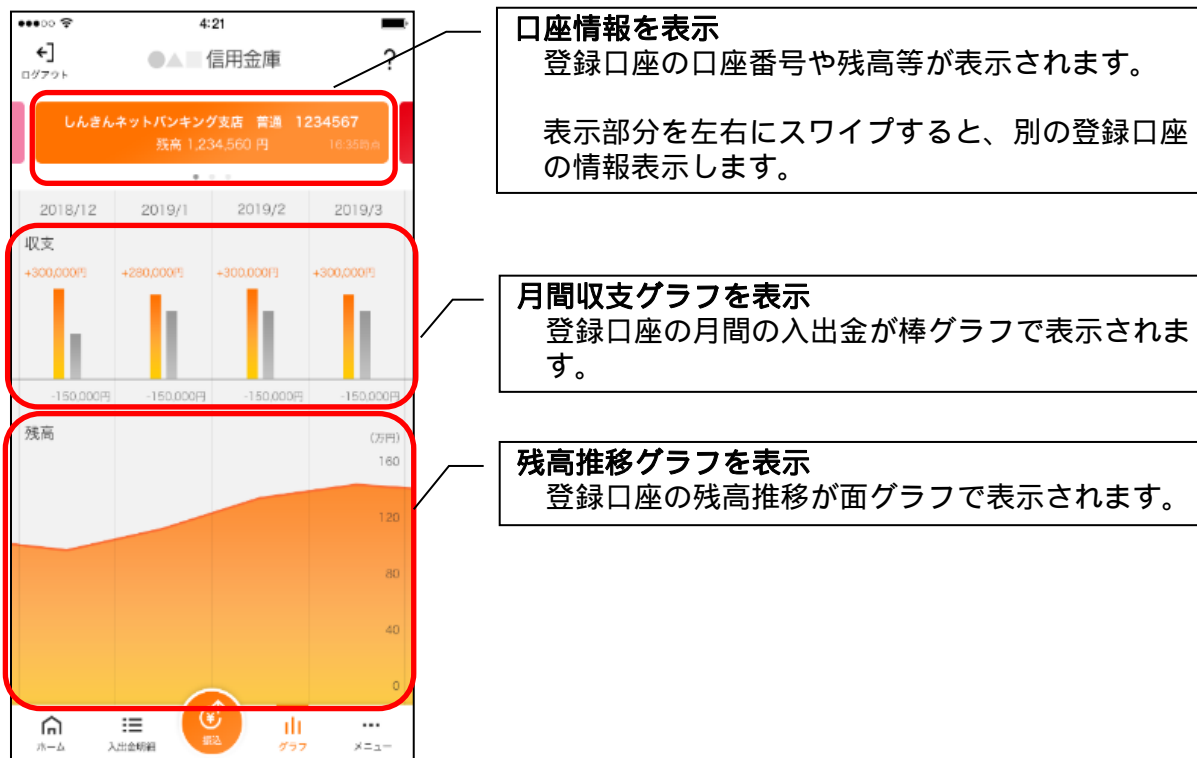 4:21
ログアウト
●▲■信用金庫
?
しんきんネットバンキング支店 普通 1234567
残高 1,234,560 円
16:35時点
2018/12 2019/1 2019/2 2019/3
収支
+300,000円 +280,000円 +300,000円 +300,000円
-150,000円 -150,000円 -150,000円 -150,000円
残高
(万円)
160
120
80
40
0
ホーム 入出金明細 振込 グラフ メニュー
口座情報を表示
登録口座の口座番号や残高等が表示されます。
表示部分を左右にスワイプすると、別の登録口座
の情報表示します。
月間収支グラフを表示
登録口座の月間の入出金が棒グラフで表示されま
す。
残高推移グラフを表示
登録口座の残高推移が面グラフで表示されます。